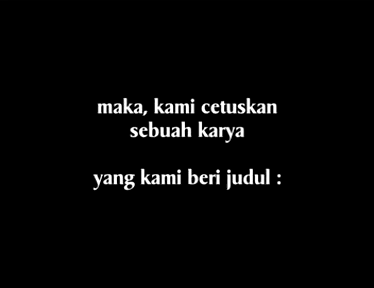 maka, kami cetuskan
sebuah karya
yang kami beri judul :